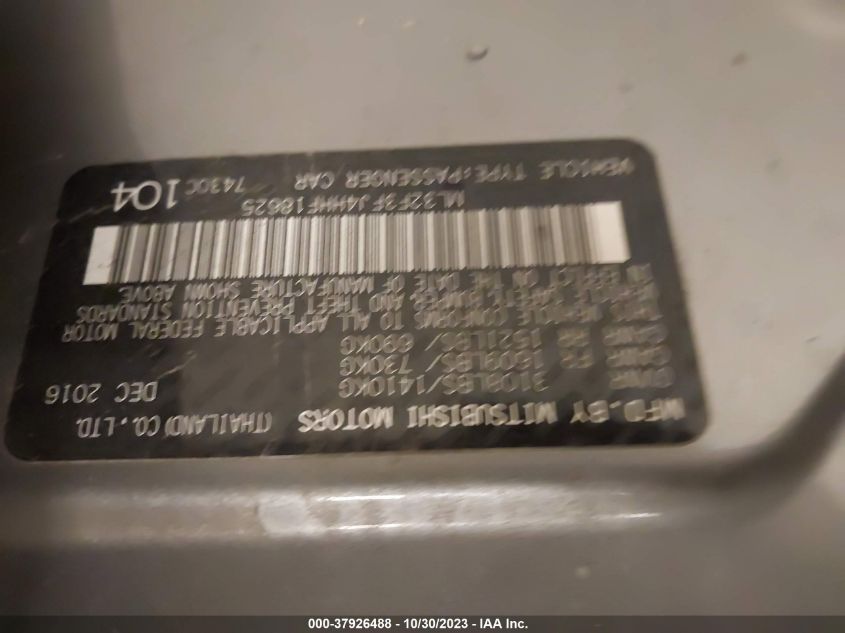 MFD.BY MITSUBISHI MOTORS (THAILAND) CO.,LTD.
GVWR 3108LBS/1410KG DEC 2016
GAWR FR 1609LBS/ 730KG
GAWR RR 1521LBS/ 690KG
THIS VEHICLE CONFORMS TO ALL APPLICABLE FEDERAL MOTOR
VEHICLE SAFETY, BUMPER, AND THEFT PREVENTION STANDARDS
IN EFFECT ON THE DATE OF MANUFACTURE SHOWN ABOVE.
ML32F3FJ4HHF18625
VEHICLE TYPE:PASSENGER CAR 7430C 104
000-37926488 - 10/30/2023 - IAA Inc.